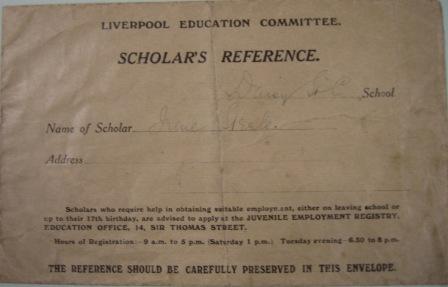 LIVERPOOL EDUCATION COMMITTEE.
SCHOLAR'S REFERENCE.
Daisy St C. School
Name of Scholar Irene
Address
Scholars who require help in obtaining suitable employment, either on leaving school or
up to their 17th birthday, are advised to apply at the JUVENILE EMPLOYMENT REGISTRY,
EDUCATION OFFICE, 14, SIR THOMAS STREET.
Hours of Registration:—9 a.m. to 5 p.m. (Saturday 1 p.m.) Tuesday evening—6.30 to 8 p.m.
THE REFERENCE SHOULD BE CAREFULLY PRESERVED IN THIS ENVELOPE.